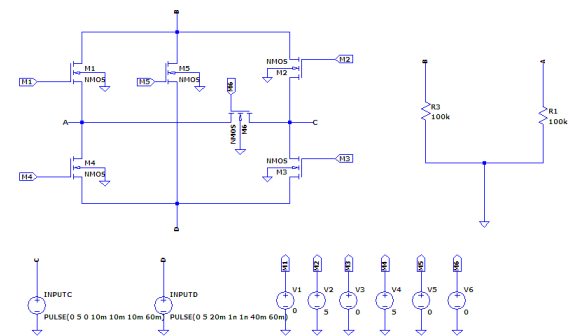 B
M1
M1
NMOS
M5
M5
NMOS
NMOS
M2
M2
M6
A
NMOS
M6
C
M4
M4
NMOS
NMOS
M3
M3
D
B
R3
100k
A
R1
100k
C
INPUTC
PULSE(0 5 0 10m 10m 10m 60m)
D
INPUTD
PULSE(0 5 20m 1n 1n 40m 60m)
M1
V1
0
M2
V2
5
M3
V3
0
M4
V4
5
M5
V5
0
M6
V6
0